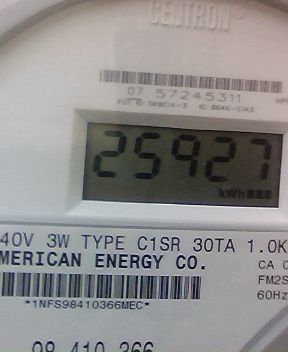 CENTRON
07 57245311
25927
kWh
40V 3W TYPE C1SR 30TA 1.0K
MERICAN ENERGY CO.
CA 0
FM2S
60Hz
*1NFS98410366MEC*
98 410 366